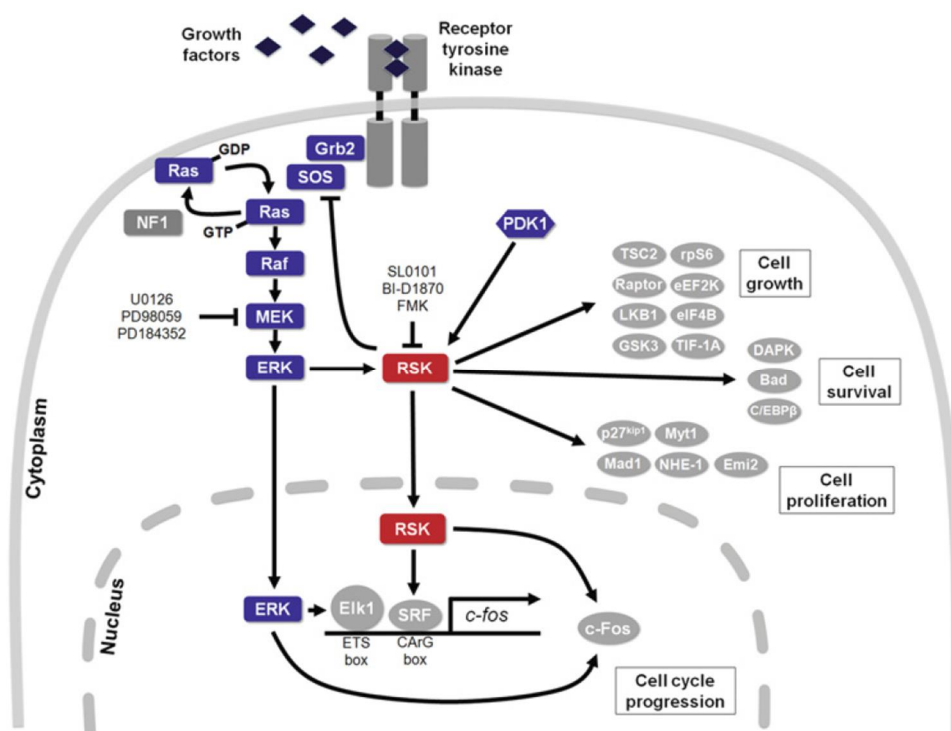 Growth
factors
Receptor
tyrosine
kinase
Grb2
SOS
GDP
Ras
Ras
NF1
GTP
PDK1
Raf
SL0101
BI-D1870
FMK
U0126
PD98059
PD184352
MEK
ERK
RSK
TSC2
rpS6
Raptor
eEF2K
LKB1
eIF4B
GSK3
TIF-1A
Cell
growth
DAPK
Bad
C/EBPβ
Cell
survival
p27kip1
Myt1
Mad1
NHE-1
Emi2
Cell
proliferation
Cytoplasm
Nucleus
RSK
ERK
Elk1
SRF
c-fos
ETS
box
CArG
box
c-Fos
Cell cycle
progression